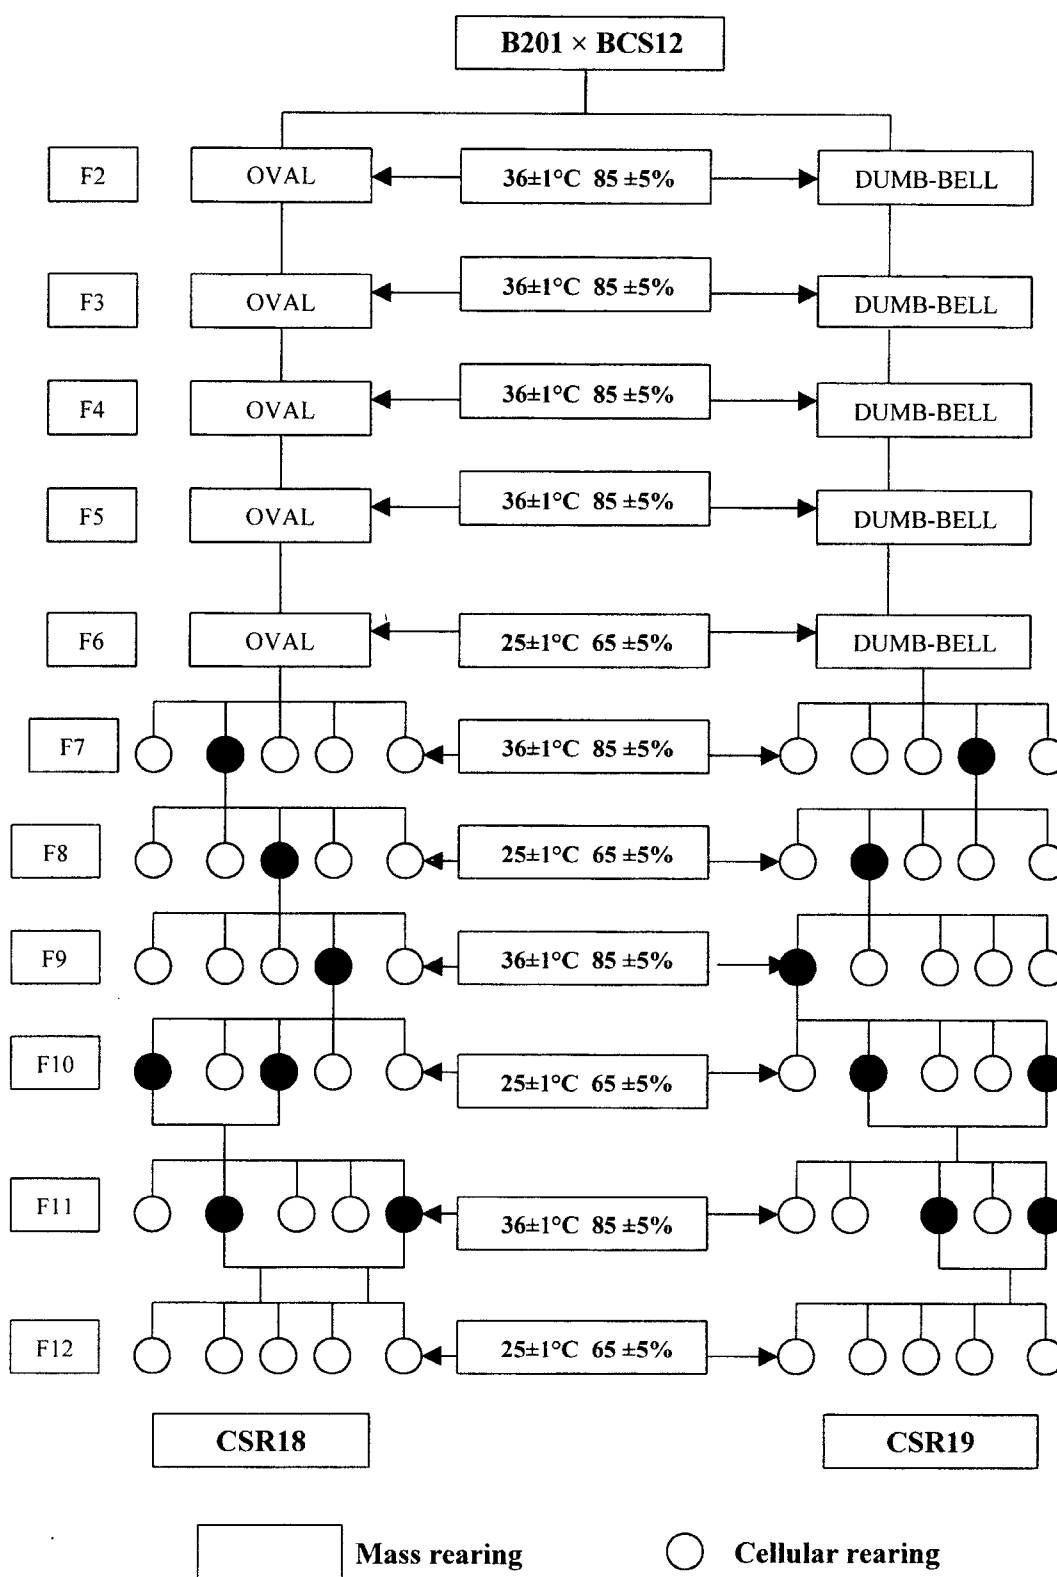 B201 × BCS12
F2 OVAL 36±1°C 85 ±5% DUMB-BELL
F3 OVAL 36±1°C 85 ±5% DUMB-BELL
F4 OVAL 36±1°C 85 ±5% DUMB-BELL
F5 OVAL 36±1°C 85 ±5% DUMB-BELL
F6 OVAL 25±1°C 65 ±5% DUMB-BELL
F7 36±1°C 85 ±5%
F8 25±1°C 65 ±5%
F9 36±1°C 85 ±5%
F10 25±1°C 65 ±5%
F11 36±1°C 85 ±5%
F12 25±1°C 65 ±5%
CSR18 CSR19
Mass rearing Cellular rearing